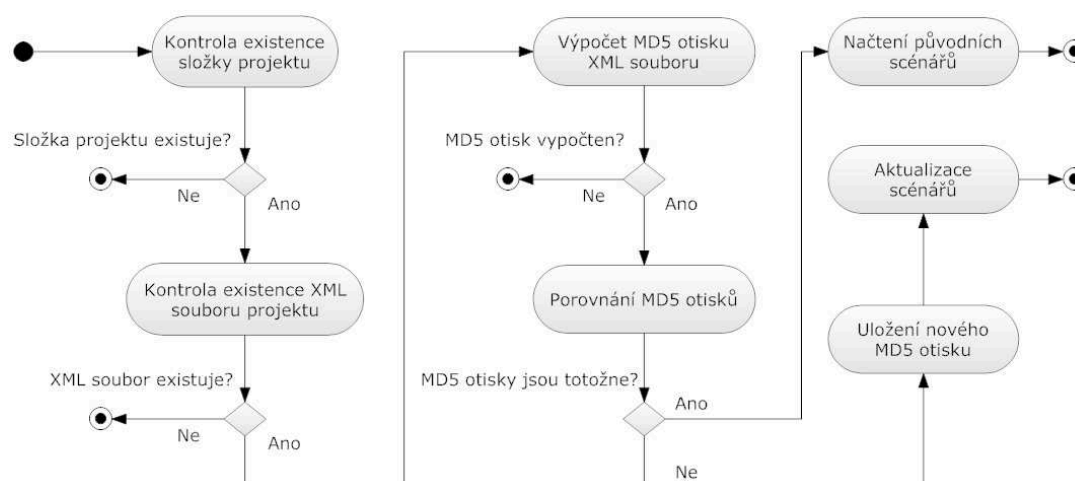 Kontrola existence
složky projektu
Složka projektu existuje?
Ne
Ano
Kontrola existence XML
souboru projektu
XML soubor existuje?
Ne
Ano
Výpočet MD5 otisku
XML souboru
MD5 otisk vypočten?
Ne
Ano
Porovnání MD5 otisků
MD5 otisky jsou totožne?
Ano
Ne
Načtení původních
scénářů
Aktualizace
scénářů
Uložení nového
MD5 otisku